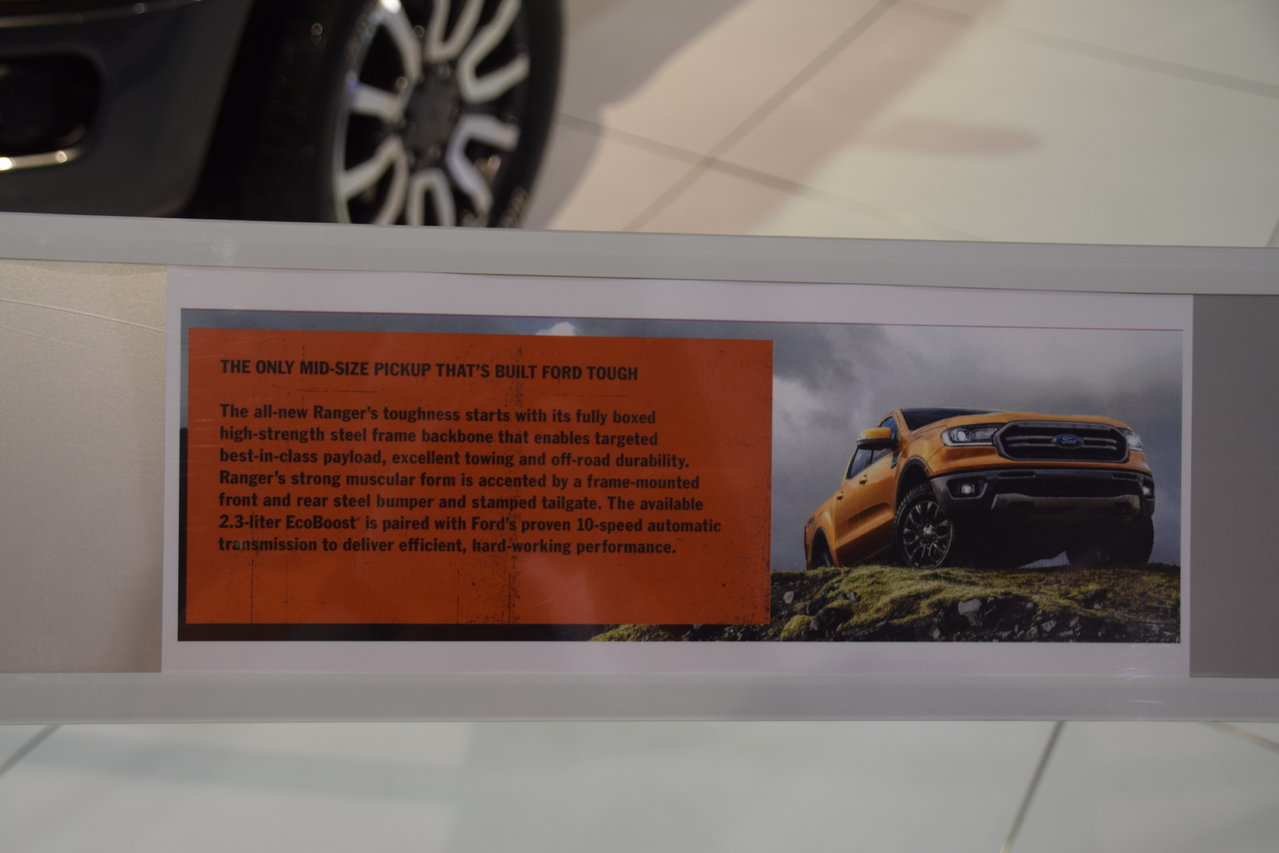 THE ONLY MID-SIZE PICKUP THAT'S BUILT FORD TOUGH
The all-new Ranger's toughness starts with its fully boxed
high-strength steel frame backbone that enables targeted
best-in-class payload, excellent towing and off-road durability.
Ranger's strong muscular form is accented by a frame-mounted
front and rear steel bumper and stamped tailgate. The available
2.3-liter EcoBoost® is paired with Ford's proven 10-speed automatic
transmission to deliver efficient, hard-working performance.
Ford